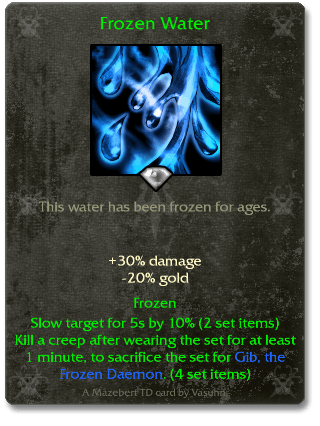 Frozen Water
This water has been frozen for ages.
+30% damage
-20% gold
Frozen
Slow target for 5s by 10% (2 set items)
Kill a creep after wearing the set for at least
1 minute, to sacrifice the set for Gib, the
Frozen Daemon. (4 set items)
A Mazebert TD card by Vasuhn